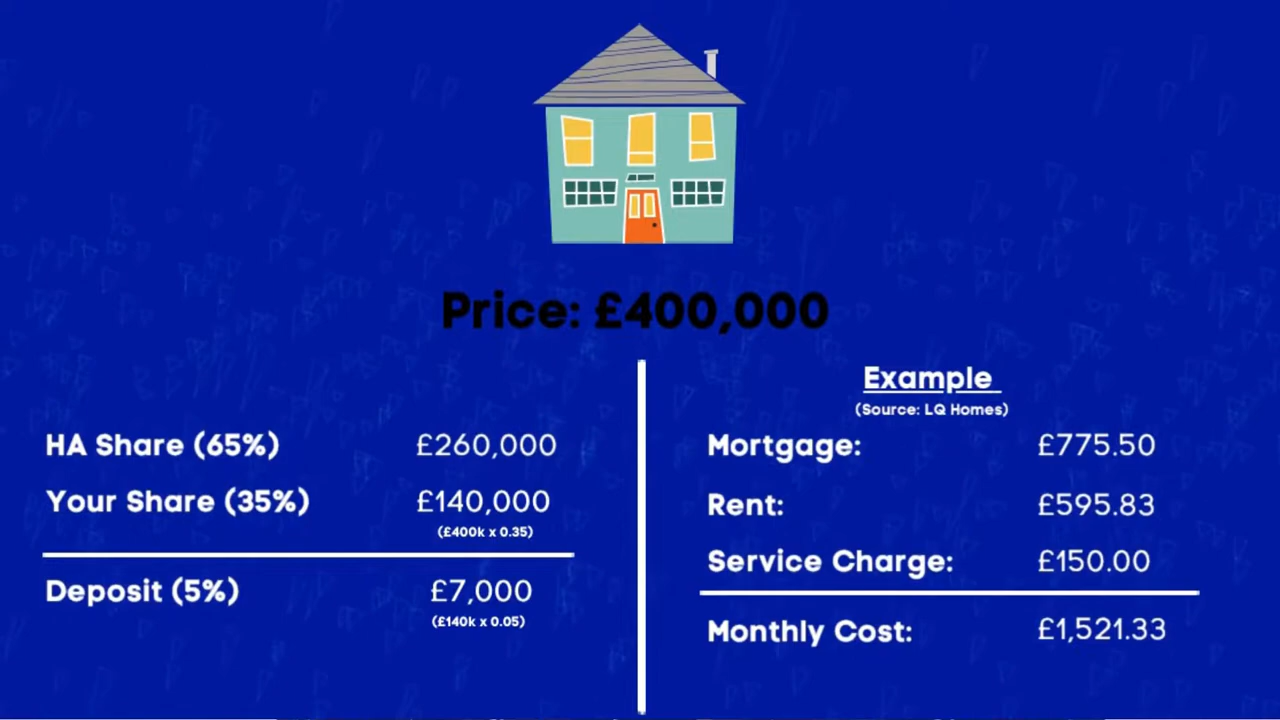 Price: £400,000
HA Share (65%) £260,000
Your Share (35%) £140,000
(£400k x 0.35)
Deposit (5%) £7,000
(£140k x 0.05)
Example
(Source: LQ Homes)
Mortgage: £775.50
Rent: £595.83
Service Charge: £150.00
Monthly Cost: £1,521.33